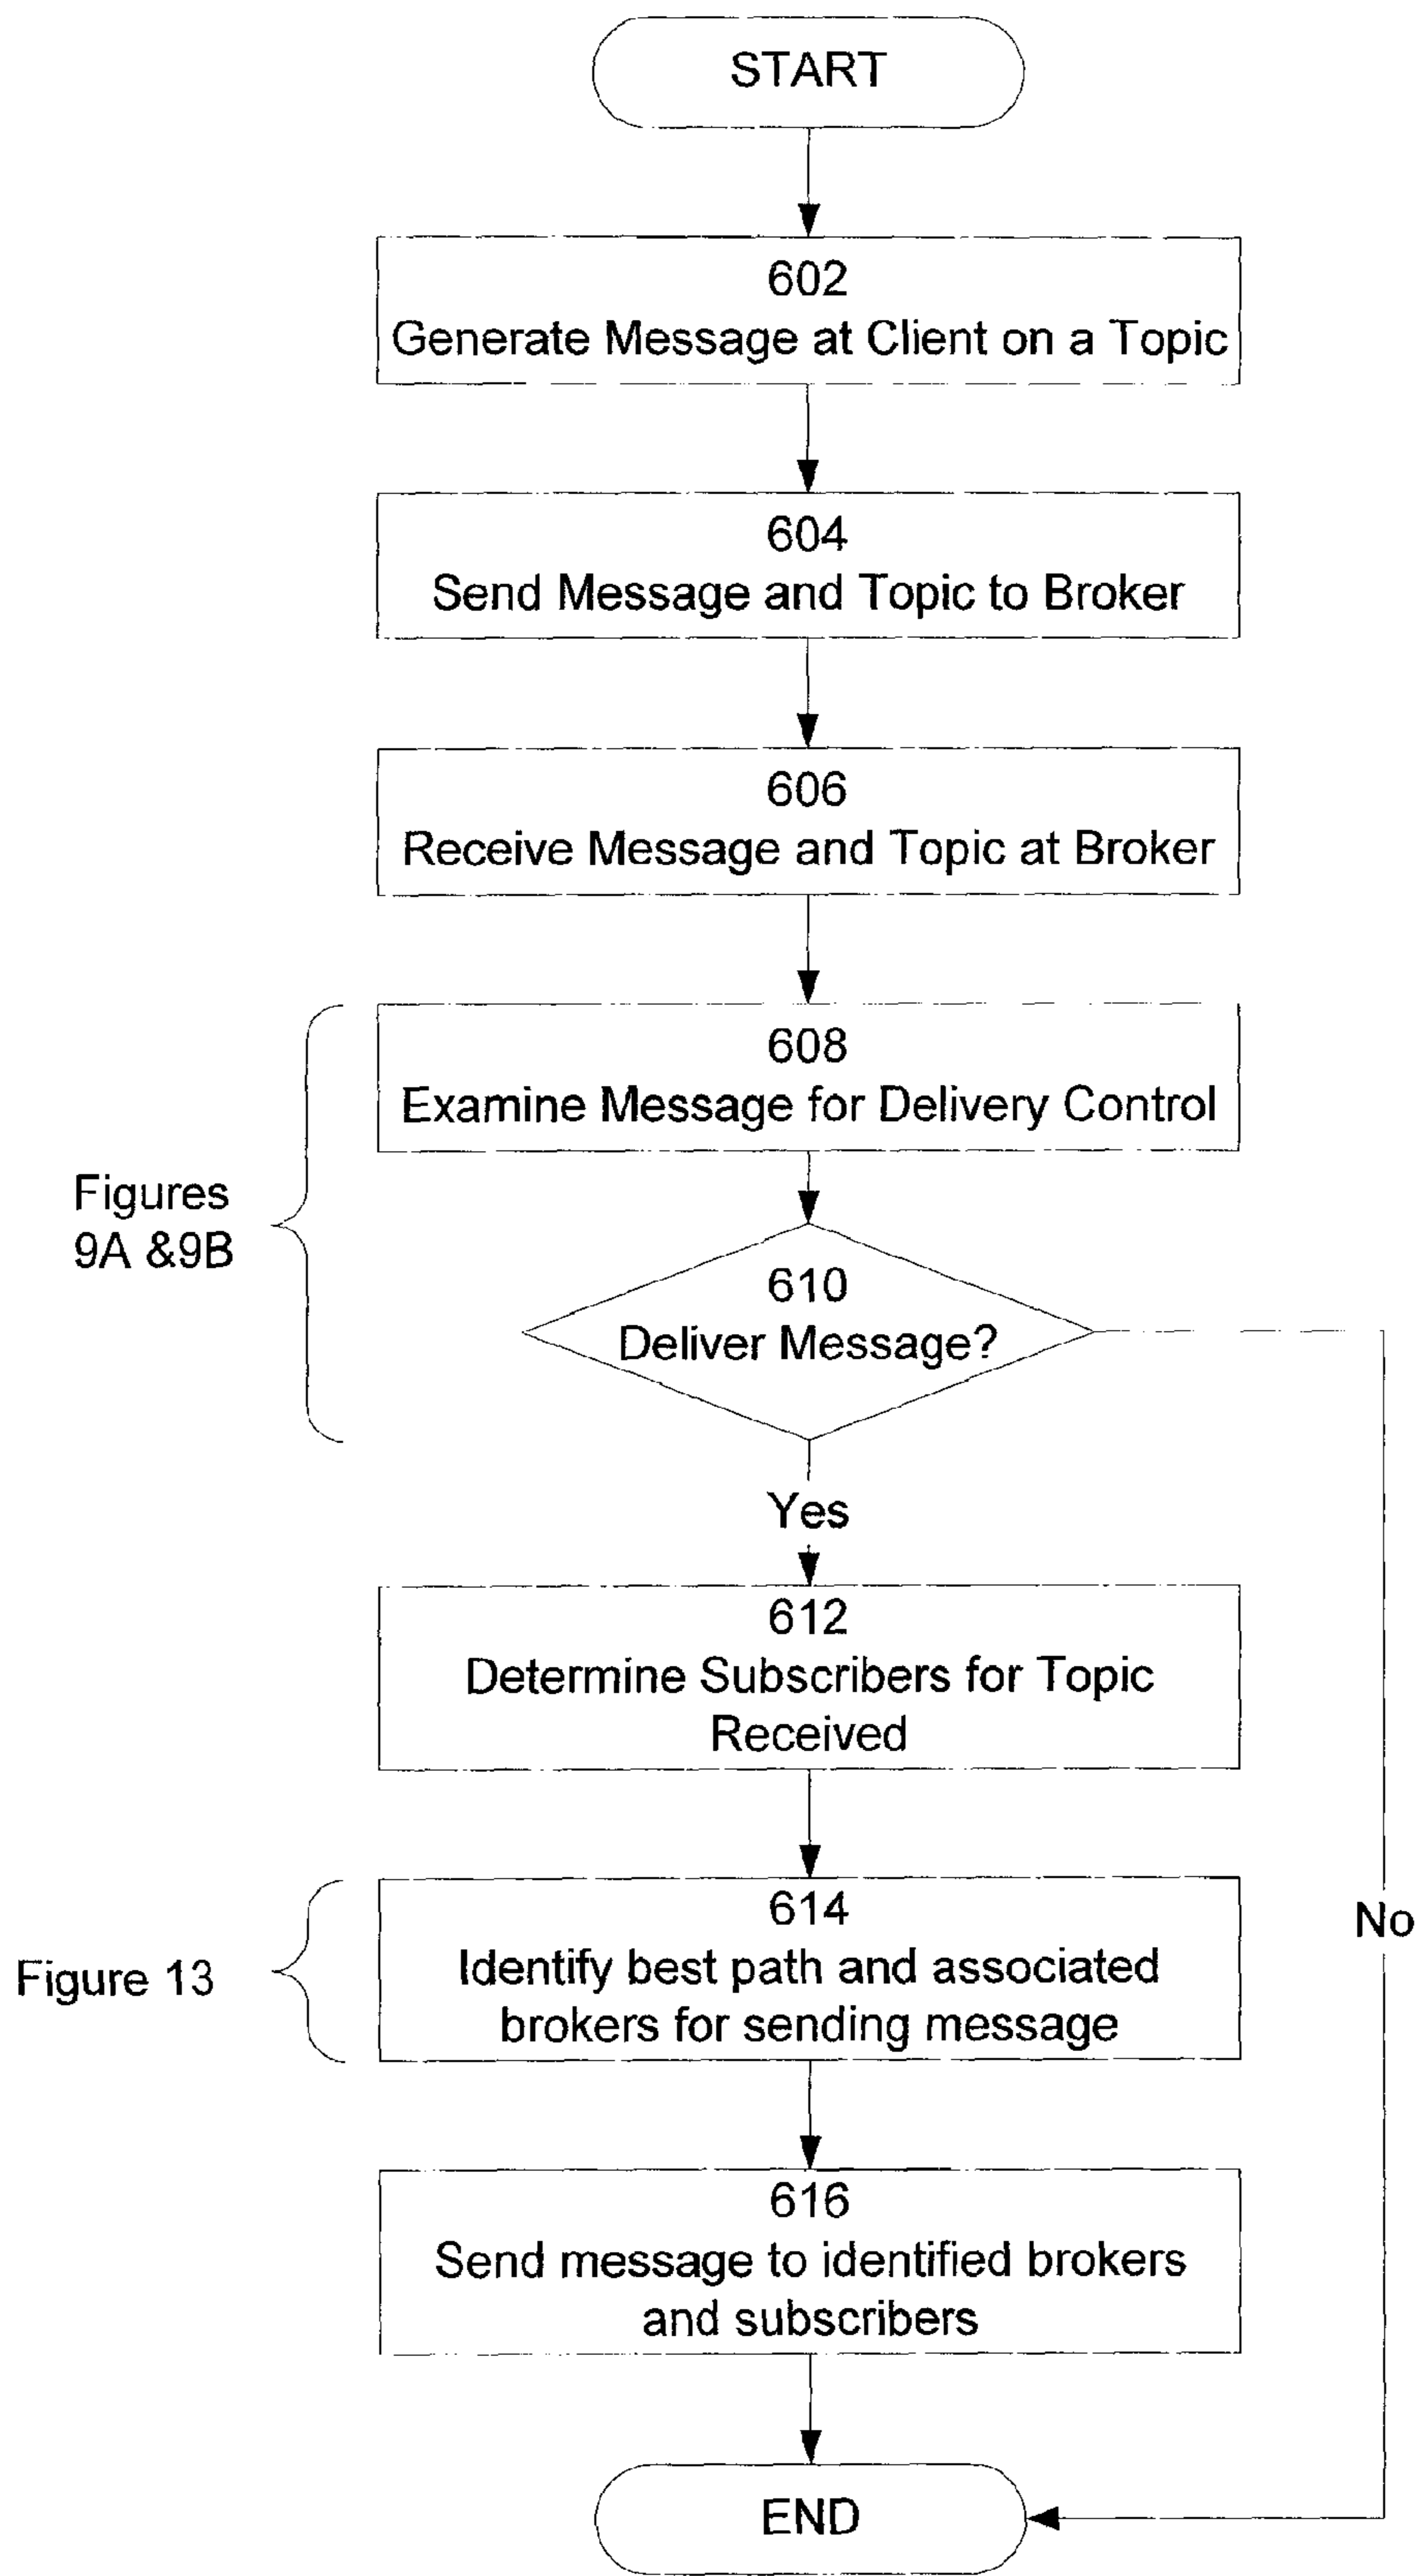 START
602
Generate Message at Client on a Topic
604
Send Message and Topic to Broker
606
Receive Message and Topic at Broker
608
Examine Message for Delivery Control
Figures
9A &9B
610
Deliver Message?
Yes
612
Determine Subscribers for Topic
Received
614
Identify best path and associated
brokers for sending message
Figure 13
No
616
Send message to identified brokers
and subscribers
END